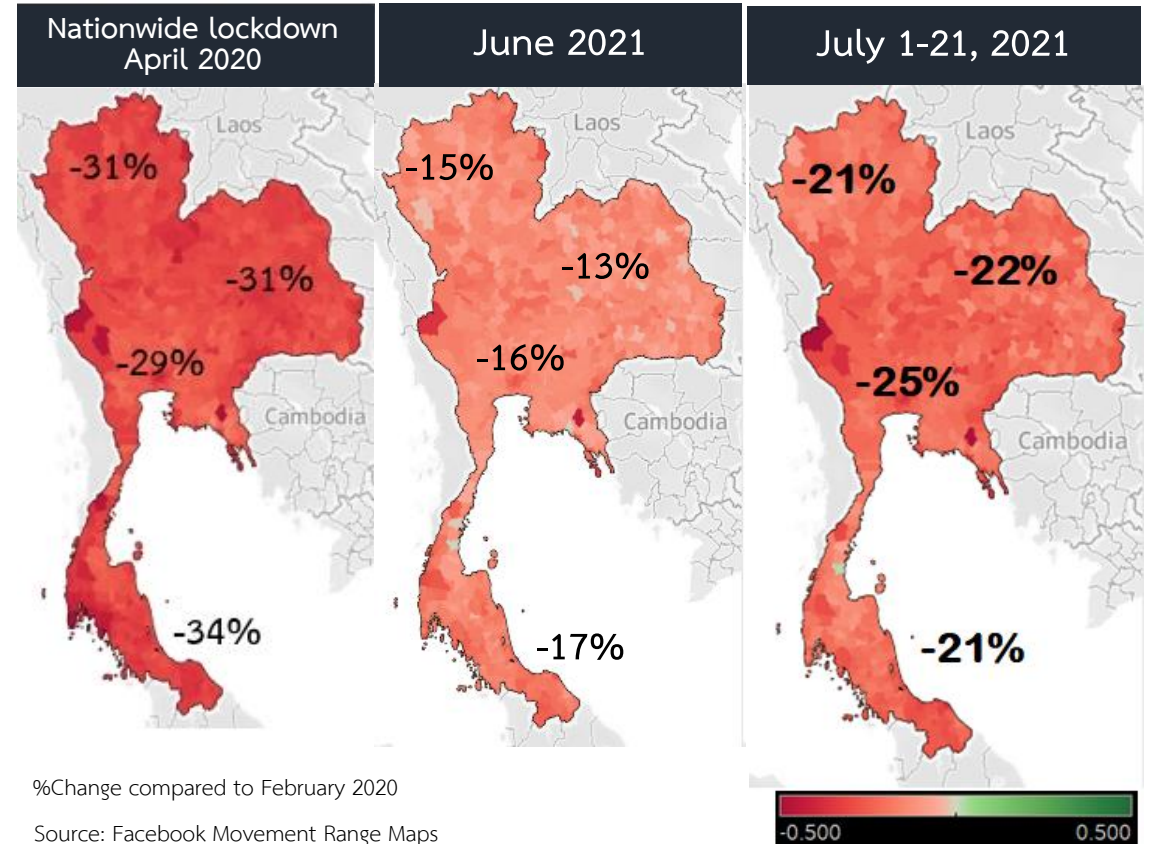 Nationwide lockdown
April 2020
June 2021
July 1-21, 2021
Laos
-31%
-31%
-29%
Cambodia
-34%
Laos
-15%
-13%
-16%
Cambodia
-17%
Laos
-21%
-22%
-25%
Cambodia
-21%
%Change compared to February 2020
Source: Facebook Movement Range Maps
-0.500
0.500